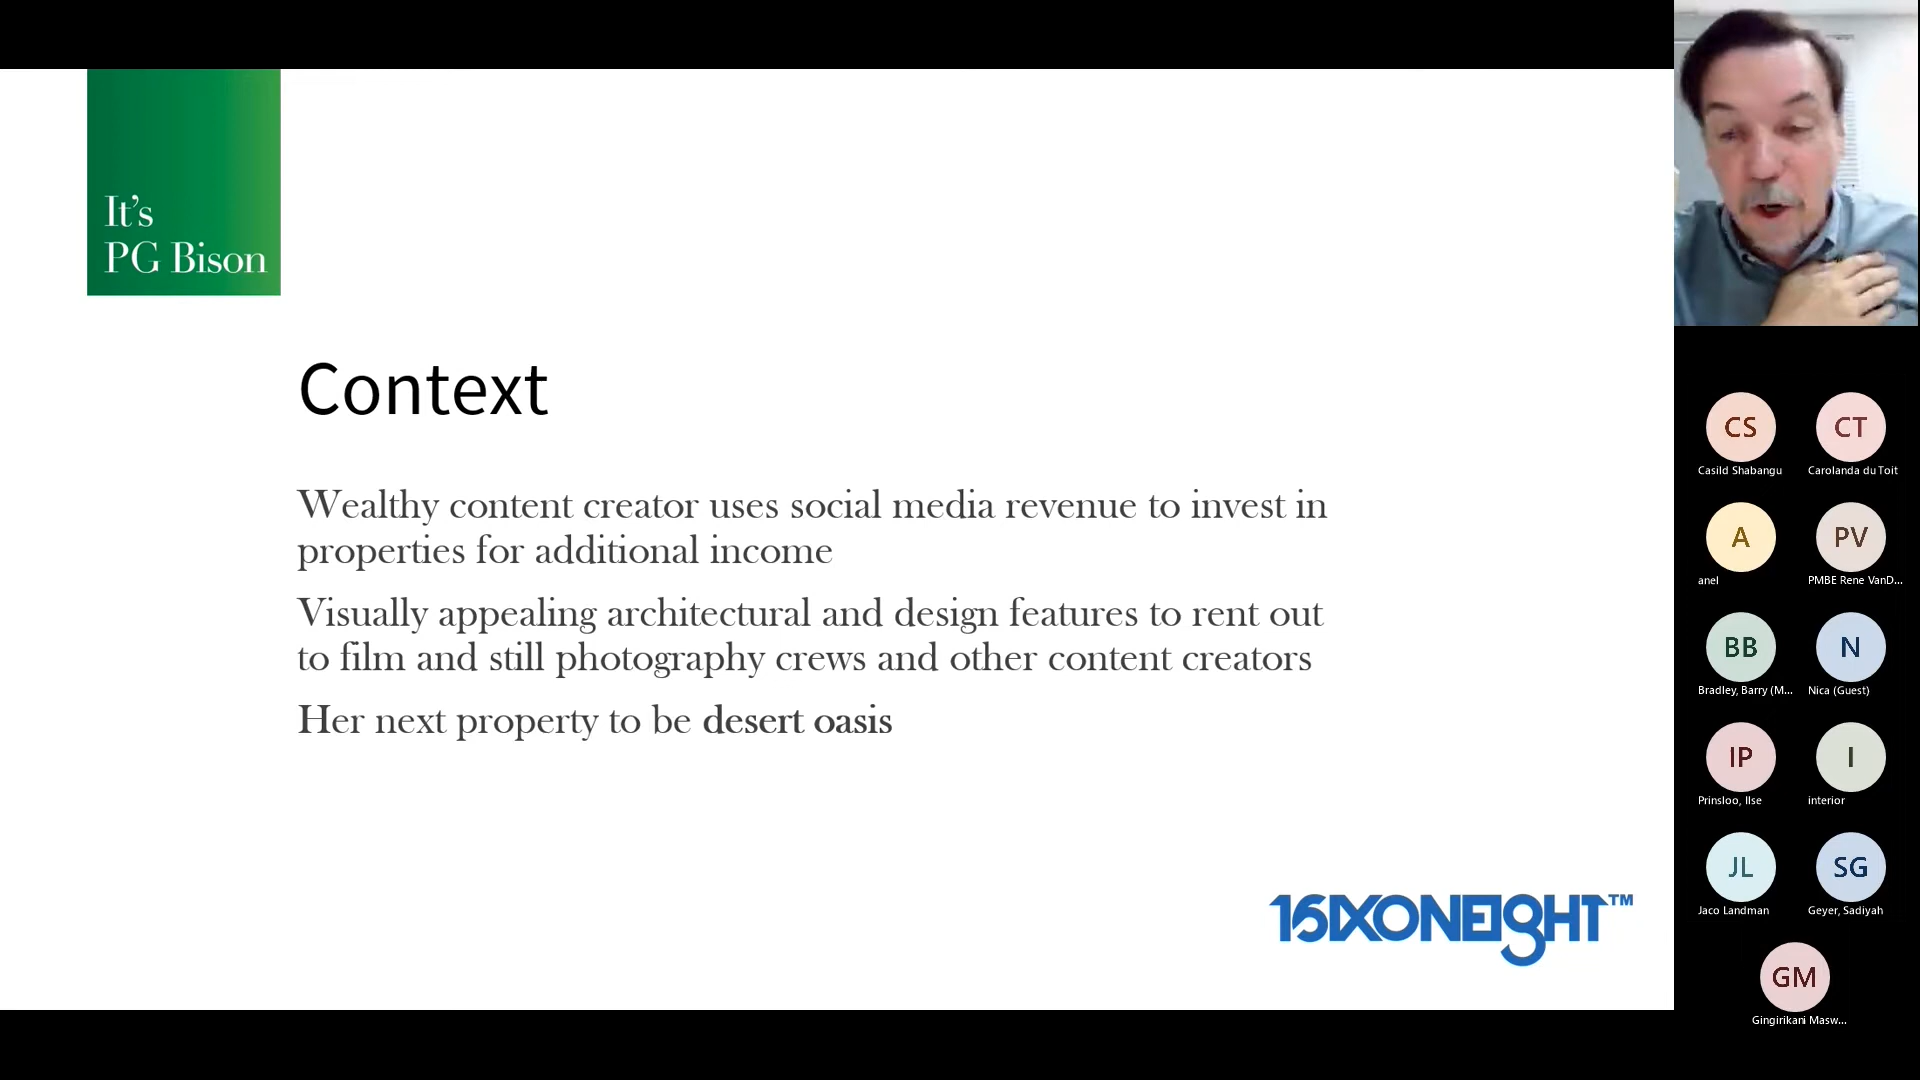 It's
PG Bison
Context
Wealthy content creator uses social media revenue to invest in
properties for additional income
Visually appealing architectural and design features to rent out
to film and still photography crews and other content creators
Her next property to be desert oasis
16IXONEIGHT™
CS
CT
Casild Shabangu
Carolanda du Toit
A
PV
anel
PMBE Rene VanD...
BB
N
Bradley, Barry (M...
Nica (Guest)
IP
I
Prinsloo, Ilse
interior
JL
SG
Jaco Landman
Geyer, Sadiyah
GM
Gingirikani Masw...